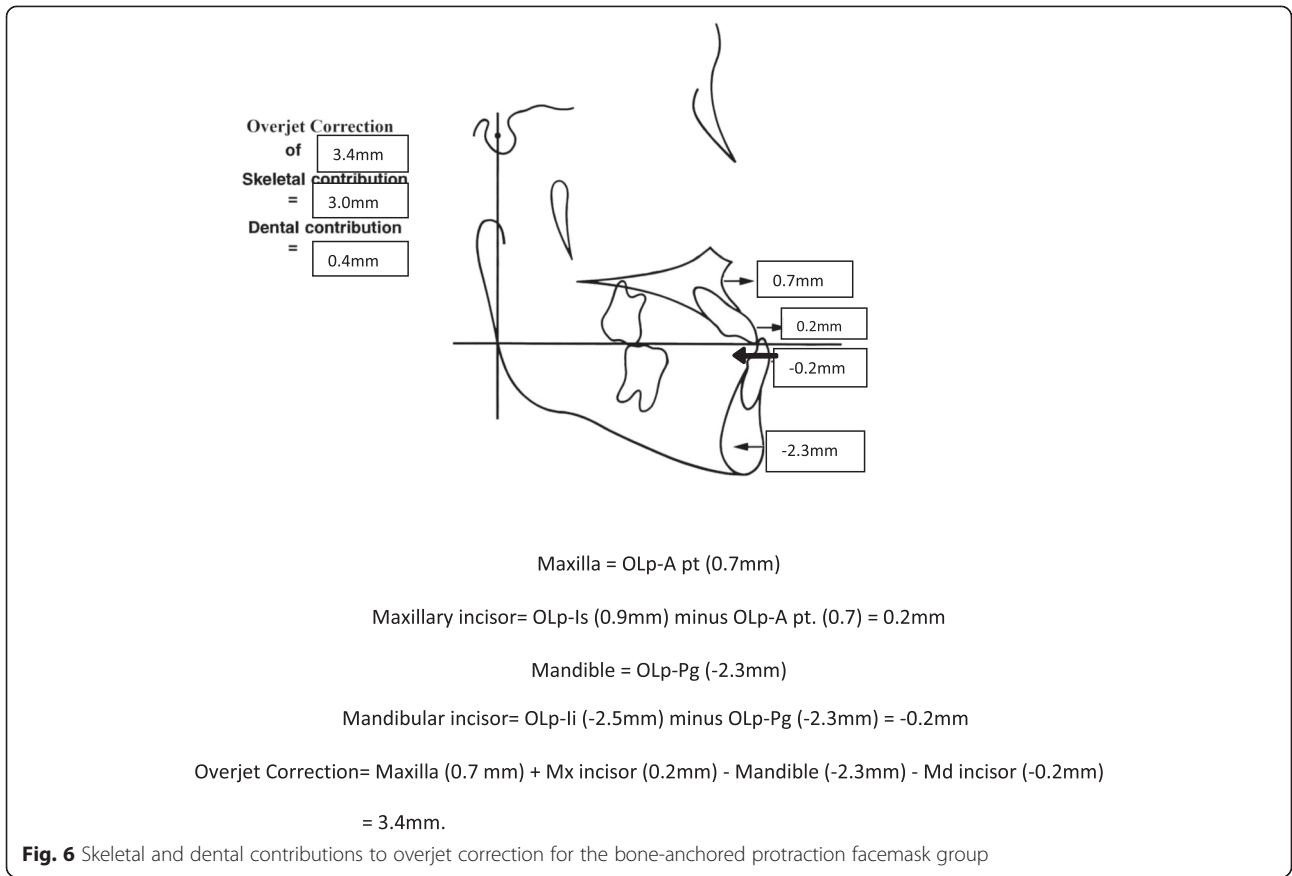 Overjet Correction
of 3.4mm
Skeletal contribution
= 3.0mm
Dental contribution
= 0.4mm
0.7mm
0.2mm
-0.2mm
-2.3mm
Maxilla = OLp-A pt (0.7mm)
Maxillary incisor= OLp-Is (0.9mm) minus OLp-A pt. (0.7) = 0.2mm
Mandible = OLp-Pg (-2.3mm)
Mandibular incisor= OLp-Ii (-2.5mm) minus OLp-Pg (-2.3mm) = -0.2mm
Overjet Correction= Maxilla (0.7 mm) + Mx incisor (0.2mm) - Mandible (-2.3mm) - Md incisor (-0.2mm)
= 3.4mm.
Fig. 6 Skeletal and dental contributions to overjet correction for the bone-anchored protraction facemask group